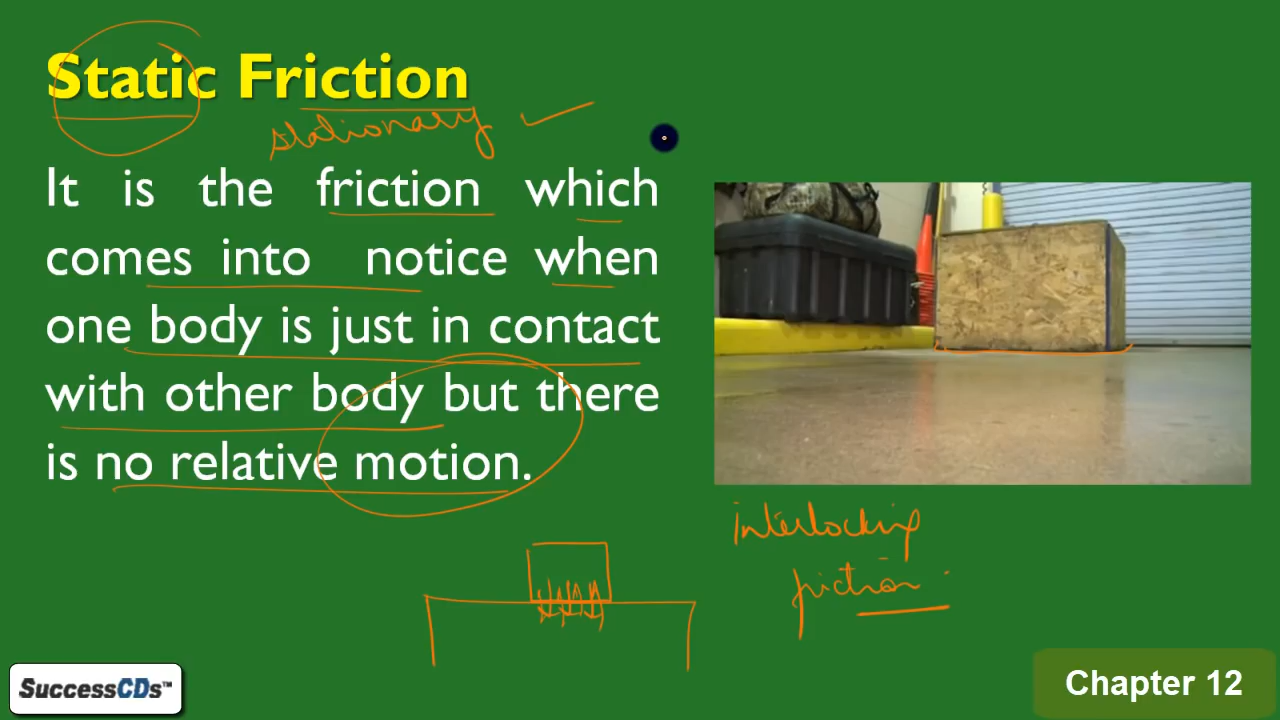 Static Friction
stationary
It is the friction which
comes into notice when
one body is just in contact
with other body but there
is no relative motion.
interlocking
friction
SuccessCDs™
Chapter 12